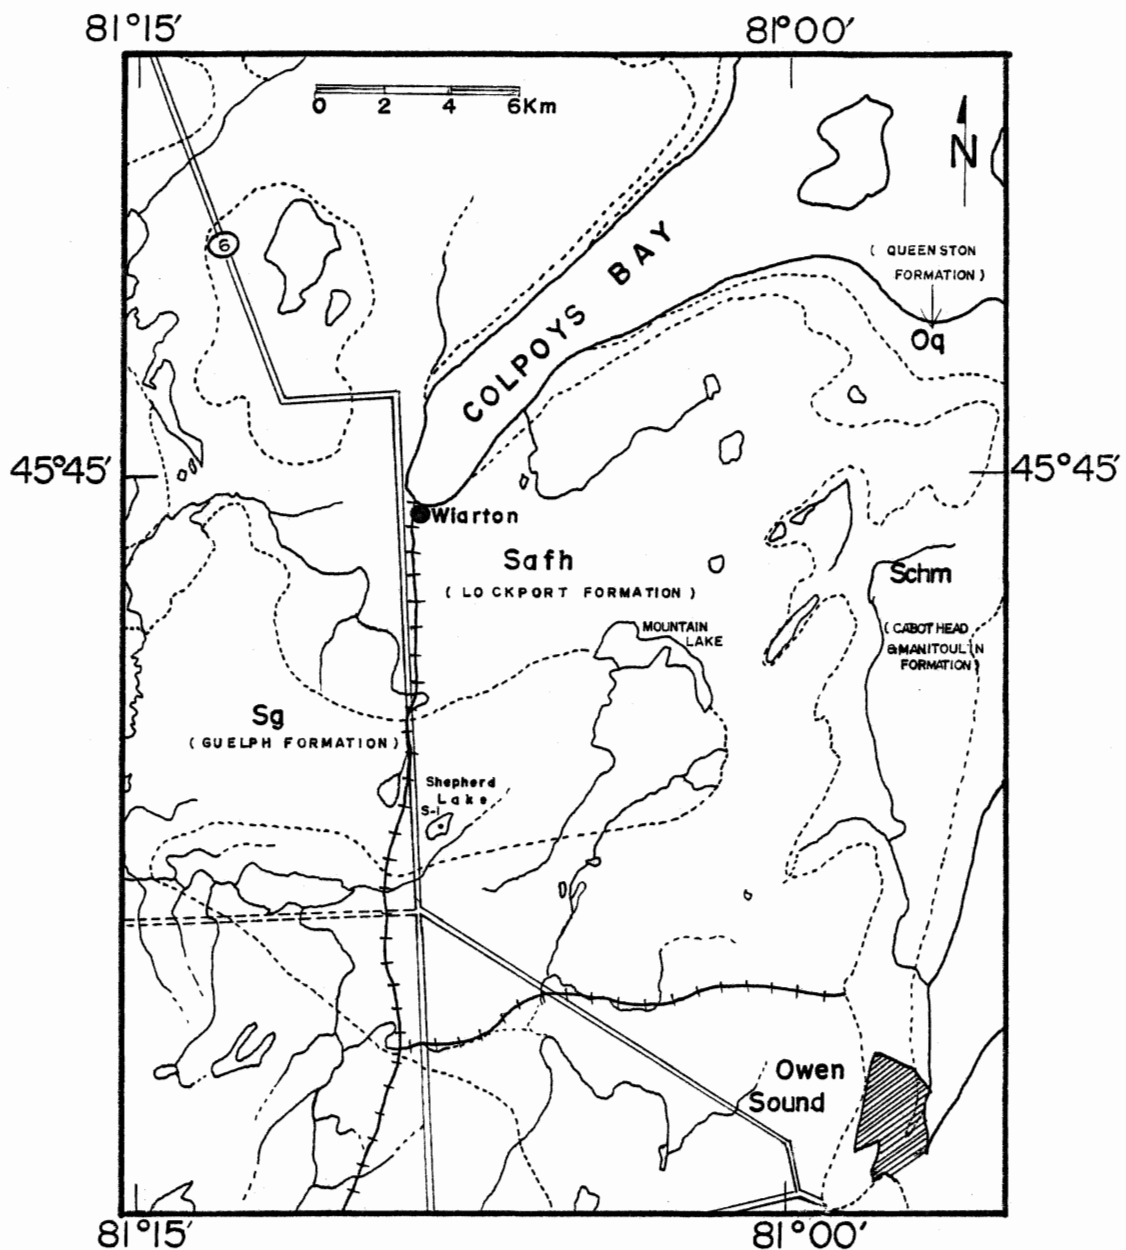 81°15′ 81°00′
0 2 4 6Km
N
6
COLPOYS BAY
( QUEENSTON
FORMATION )
Oq
45°45′ 45°45′
Wiarton
Safh
( LOCKPORT FORMATION )
Schm
( CABOT HEAD
& MANITOULIN
FORMATION )
MOUNTAIN
LAKE
Sg
( GUELPH FORMATION )
Shepherd
Lake
S-1
Owen
Sound
81°15′ 81°00′